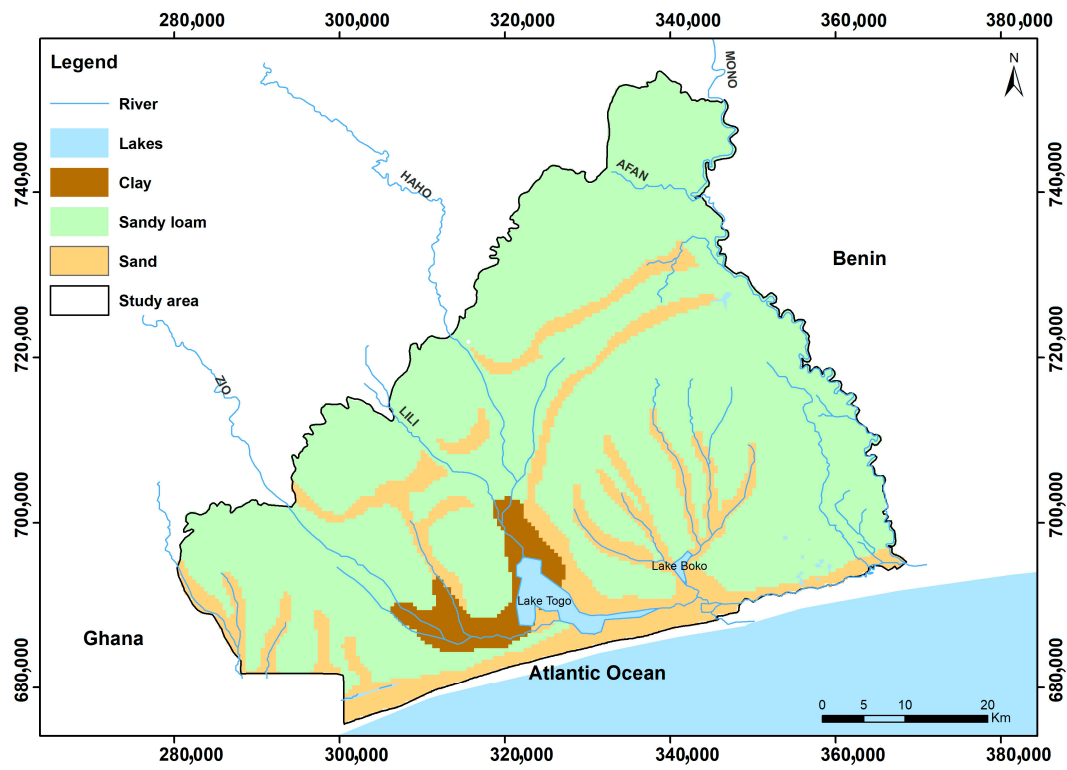 280,000 300,000 320,000 340,000 360,000 380,000
Legend
River
Lakes
Clay
Sandy loam
Sand
Study area
N
MONO
AFAN
HAHO
ZIO
LILI
Benin
Ghana
Lake Boko
Lake Togo
Atlantic Ocean
0 5 10 20
Km
740,000
720,000
700,000
680,000
740,000
720,000
700,000
680,000
280,000 300,000 320,000 340,000 360,000 380,000